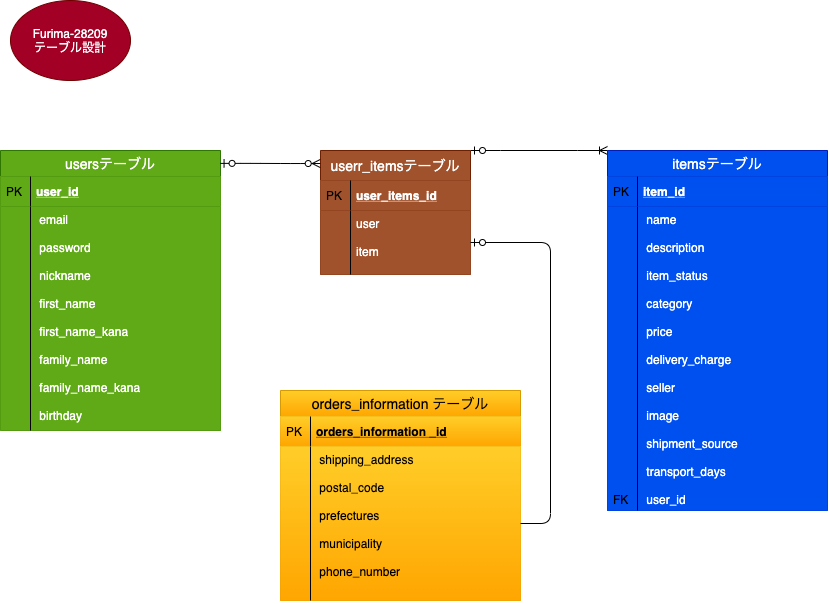 Furima-28209
テーブル設計
usersテーブル
PK user_id
email
password
nickname
first_name
first_name_kana
family_name
family_name_kana
birthday
userr_itemsテーブル
PK user_items_id
user
item
itemsテーブル
PK item_id
name
description
item_status
category
price
delivery_charge
seller
image
shipment_source
transport_days
FK user_id
orders_information テーブル
PK orders_information _id
shipping_address
postal_code
prefectures
municipality
phone_number